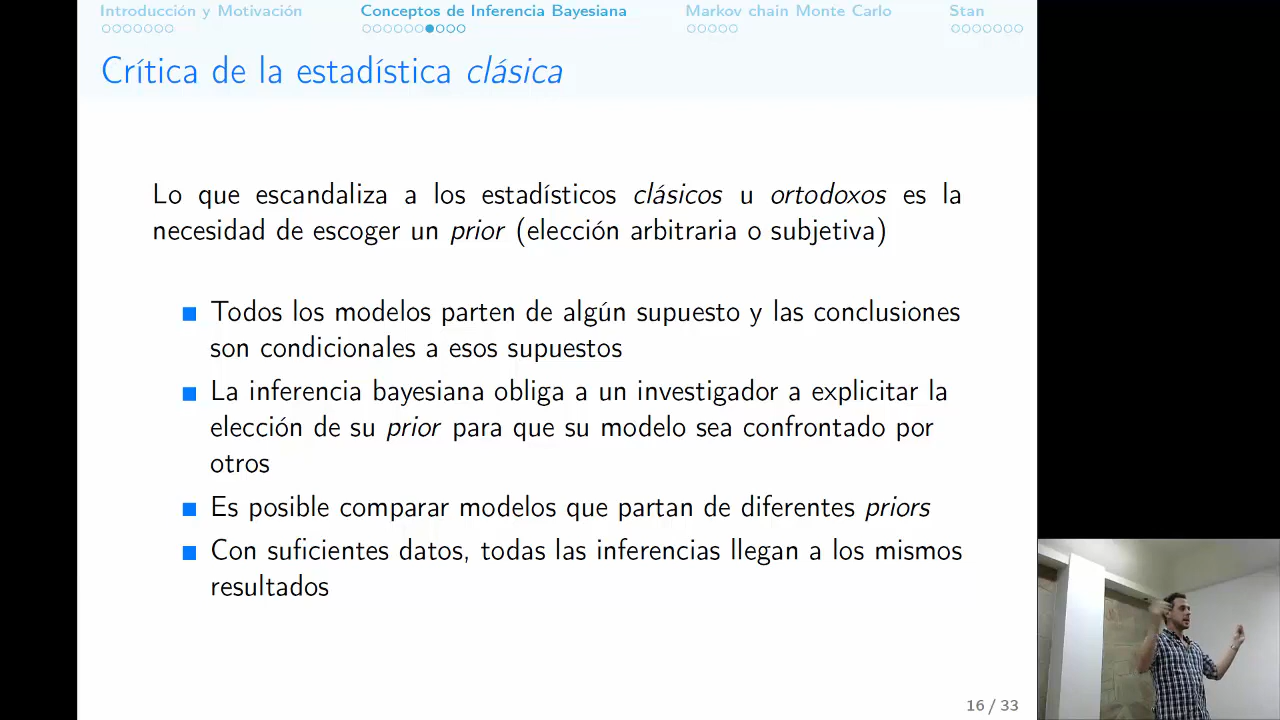 Introducción y Motivación Conceptos de Inferencia Bayesiana Markov chain Monte Carlo Stan
Crítica de la estadística clásica
Lo que escandaliza a los estadísticos clásicos u ortodoxos es la
necesidad de escoger un prior (elección arbitraria o subjetiva)
Todos los modelos parten de algún supuesto y las conclusiones
son condicionales a esos supuestos
La inferencia bayesiana obliga a un investigador a explicitar la
elección de su prior para que su modelo sea confrontado por
otros
Es posible comparar modelos que partan de diferentes priors
Con suficientes datos, todas las inferencias llegan a los mismos
resultados
16 / 33